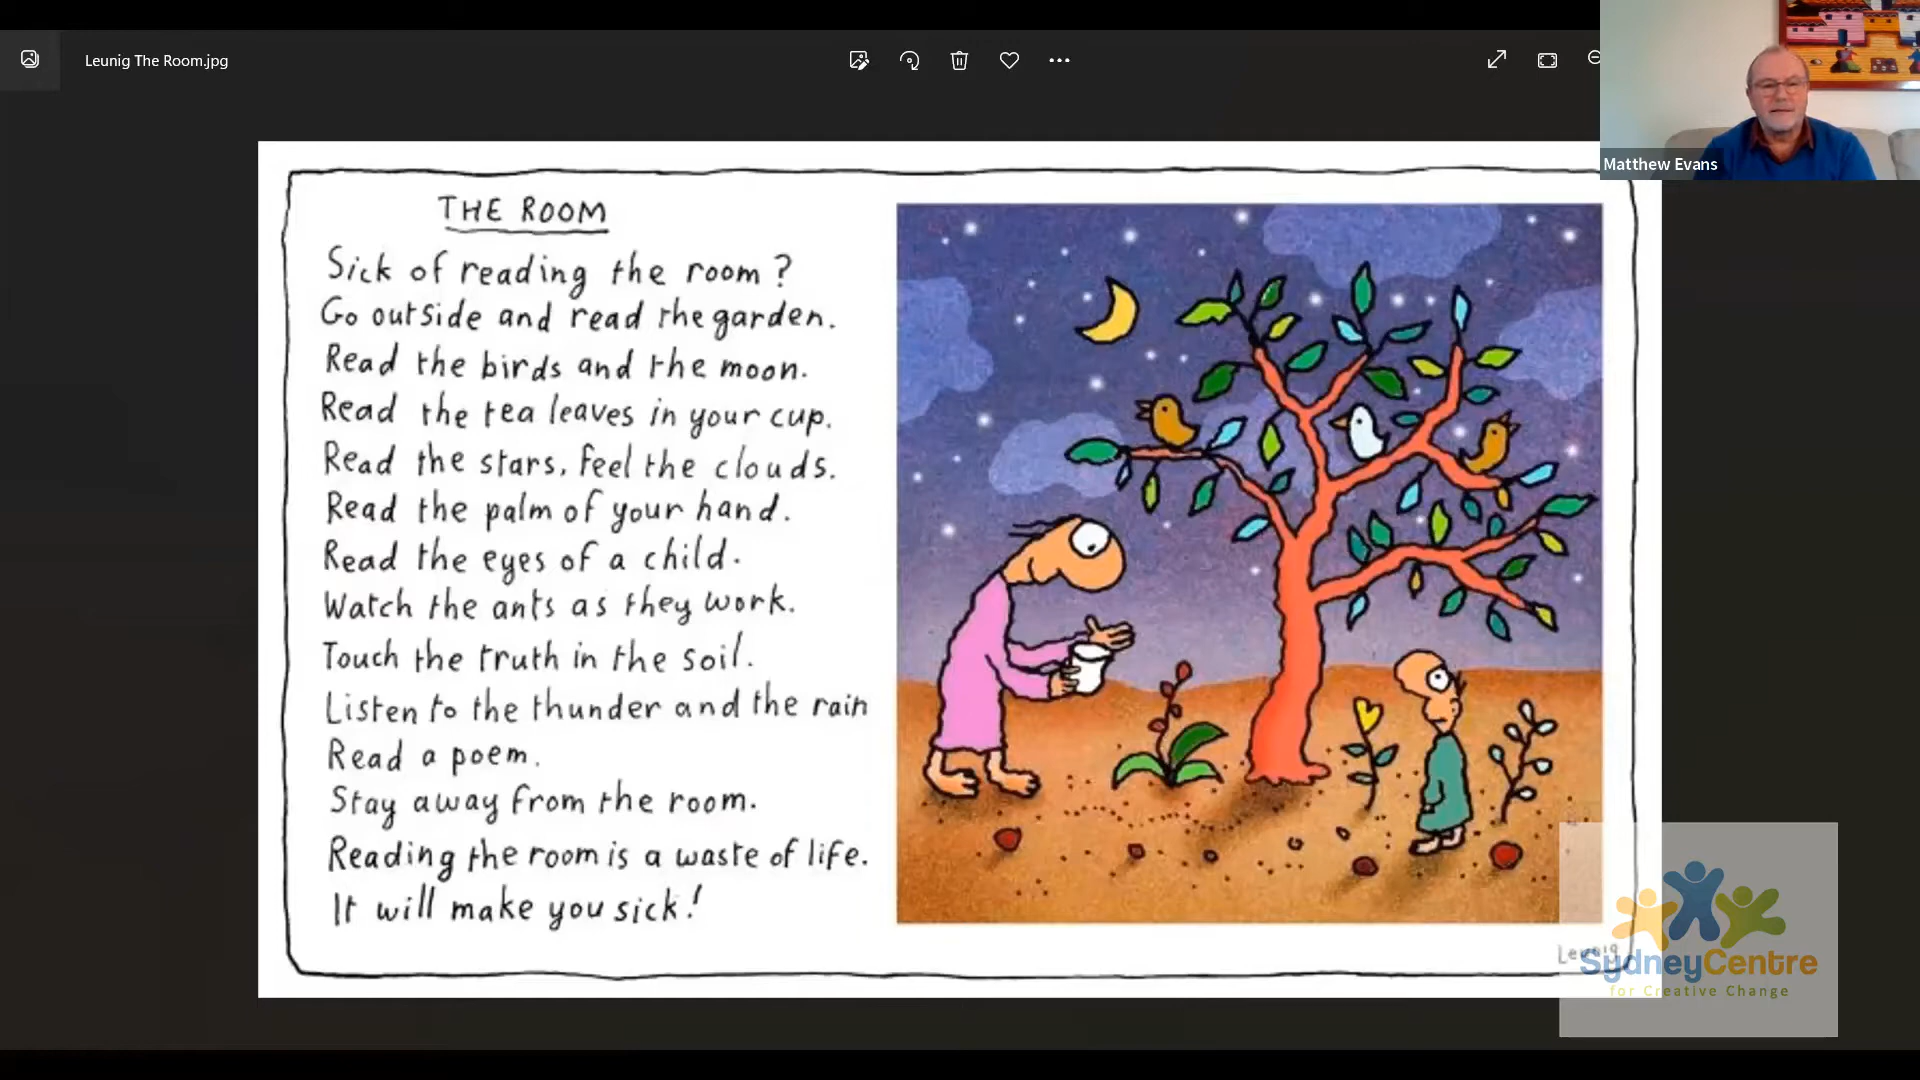 Leunig The Room.jpg
Matthew Evans
THE ROOM
Sick of reading the room?
Go outside and read the garden.
Read the birds and the moon.
Read the tea leaves in your cup.
Read the stars, feel the clouds.
Read the palm of your hand.
Read the eyes of a child.
Watch the ants as they work.
Touch the truth in the soil.
Listen to the thunder and the rain
Read a poem.
Stay away from the room.
Reading the room is a waste of life.
It will make you sick!
Leunig
SydneyCentre
for Creative Change